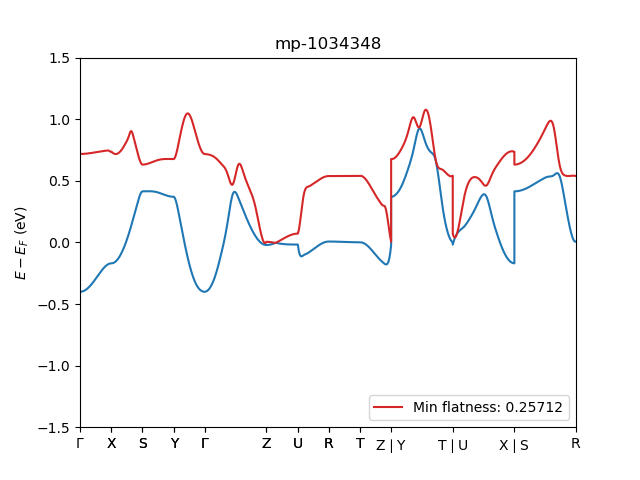 mp-1034348
E − E_F (eV)
1.5
1.0
0.5
0.0
−0.5
−1.0
−1.5
Min flatness: 0.25712
Γ X S Y Γ Z U R T Z | Y T | U X | S R